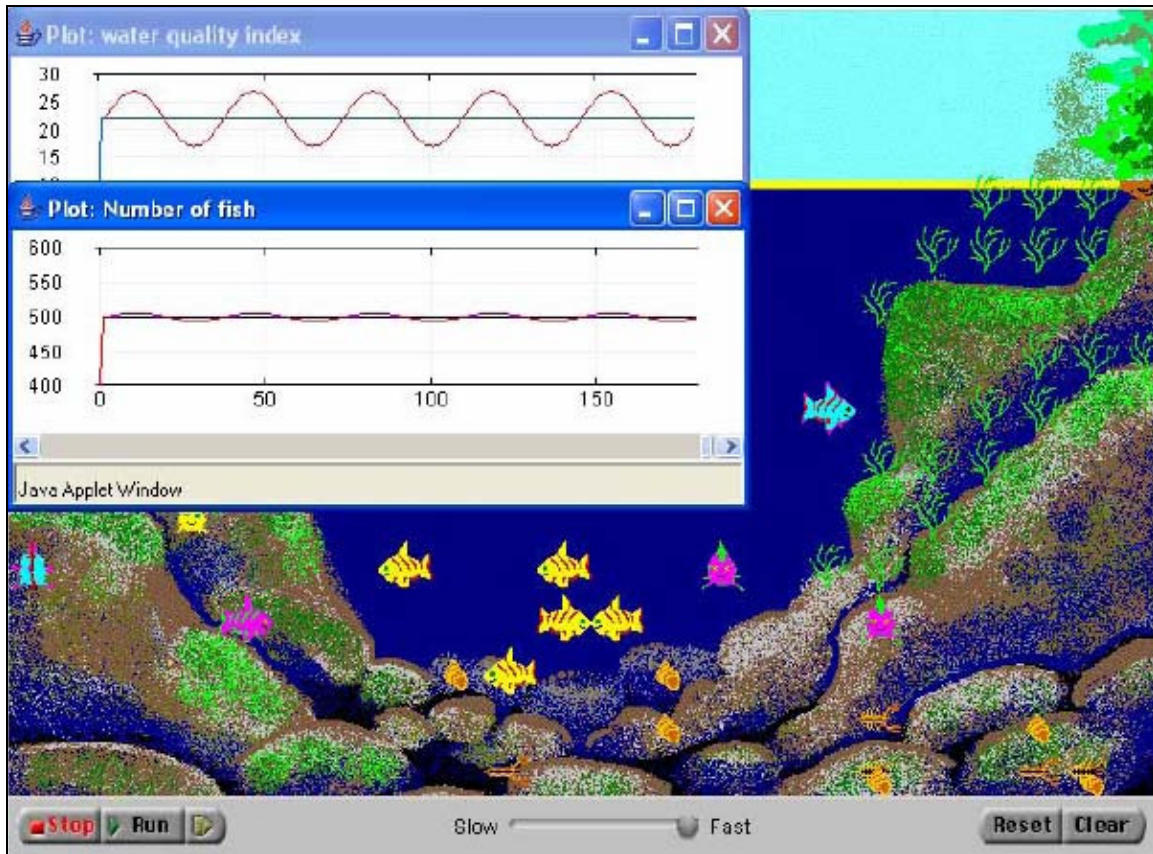 Plot: water quality index
30
25
20
15
10
Plot: Number of fish
600
550
500
450
400
0 50 100 150
Java Applet Window
Stop Run Slow Fast Reset Clear